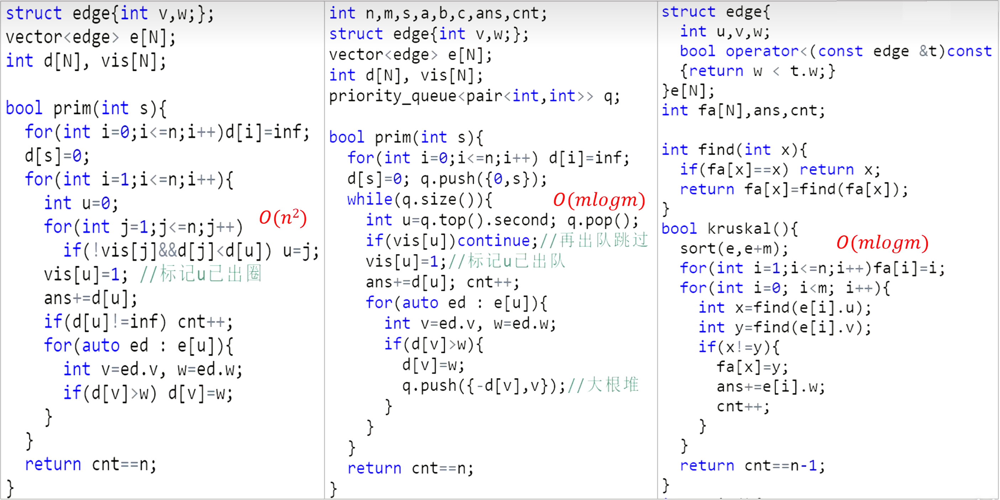 struct edge{int v,w;};
vector<edge> e[N];
int d[N], vis[N];
bool prim(int s){
for(int i=0;i<=n;i++)d[i]=inf;
d[s]=0;
for(int i=1;i<=n;i++){
int u=0;
for(int j=1;j<=n;j++)
O(n²)
if(!vis[j]&&d[j]<d[u]) u=j;
vis[u]=1; //标记u已出圈
ans+=d[u];
if(d[u]!=inf) cnt++;
for(auto ed : e[u]){
int v=ed.v, w=ed.w;
if(d[v]>w) d[v]=w;
}
}
return cnt==n;
}
int n,m,s,a,b,c,ans,cnt;
struct edge{int v,w;};
vector<edge> e[N];
int d[N], vis[N];
priority_queue<pair<int,int>> q;
bool prim(int s){
for(int i=0;i<=n;i++) d[i]=inf;
d[s]=0; q.push({0,s});
while(q.size()){
O(mlogm)
int u=q.top().second; q.pop();
if(vis[u])continue;//再出队跳过
vis[u]=1;//标记u已出队
ans+=d[u]; cnt++;
for(auto ed : e[u]){
int v=ed.v, w=ed.w;
if(d[v]>w){
d[v]=w;
q.push({-d[v],v});//大根堆
}
}
}
return cnt==n;
}
struct edge{
int u,v,w;
bool operator<(const edge &t)const
{return w < t.w;}
}e[N];
int fa[N],ans,cnt;
int find(int x){
if(fa[x]==x) return x;
return fa[x]=find(fa[x]);
}
bool kruskal(){
O(mlogm)
sort(e,e+m);
for(int i=1;i<=n;i++)fa[i]=i;
for(int i=0; i<m; i++){
int x=find(e[i].u);
int y=find(e[i].v);
if(x!=y){
fa[x]=y;
ans+=e[i].w;
cnt++;
}
}
return cnt==n-1;
}